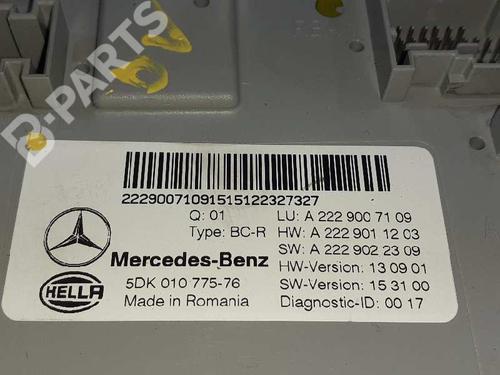 B-PARTS
22290071091515122327327
Q: 01 LU: A 222 900 71 09
Type: BC-R HW: A 222 901 12 03
Mercedes-Benz SW: A 222 902 23 09
HW-Version: 13 09 01
HELLA 5DK 010 775-76 SW-Version: 15 31 00
Made in Romania Diagnostic-ID: 00 17